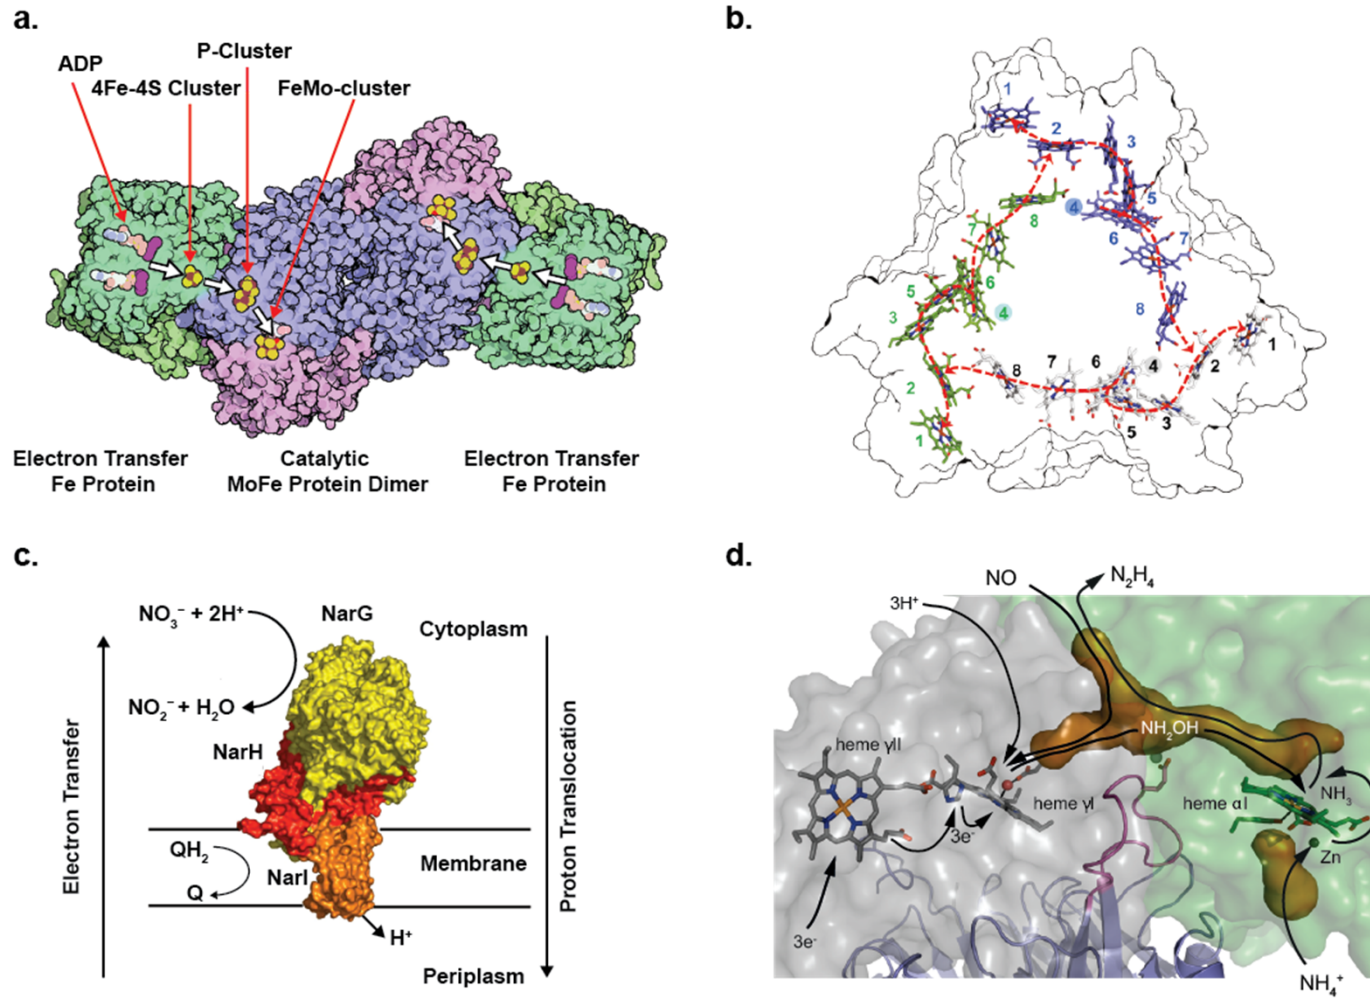 a.
P-Cluster
ADP
4Fe-4S Cluster
FeMo-cluster
Electron Transfer
Fe Protein
Catalytic
MoFe Protein Dimer
Electron Transfer
Fe Protein
b.
1
2
3
4
5
6
7
8
8
7
6
5
4
3
2
1
8
7
6
4
5
3
2
1
c.
NO₃⁻ + 2H⁺
NarG
Cytoplasm
NO₂⁻ + H₂O
NarH
Electron Transfer
Proton Translocation
QH₂
Q
NarI
Membrane
H⁺
Periplasm
d.
NO
N₂H₄
3H⁺
NH₂OH
heme γII
heme γI
heme αI
NH₃
3e⁻
Zn
3e⁻
NH₄⁺